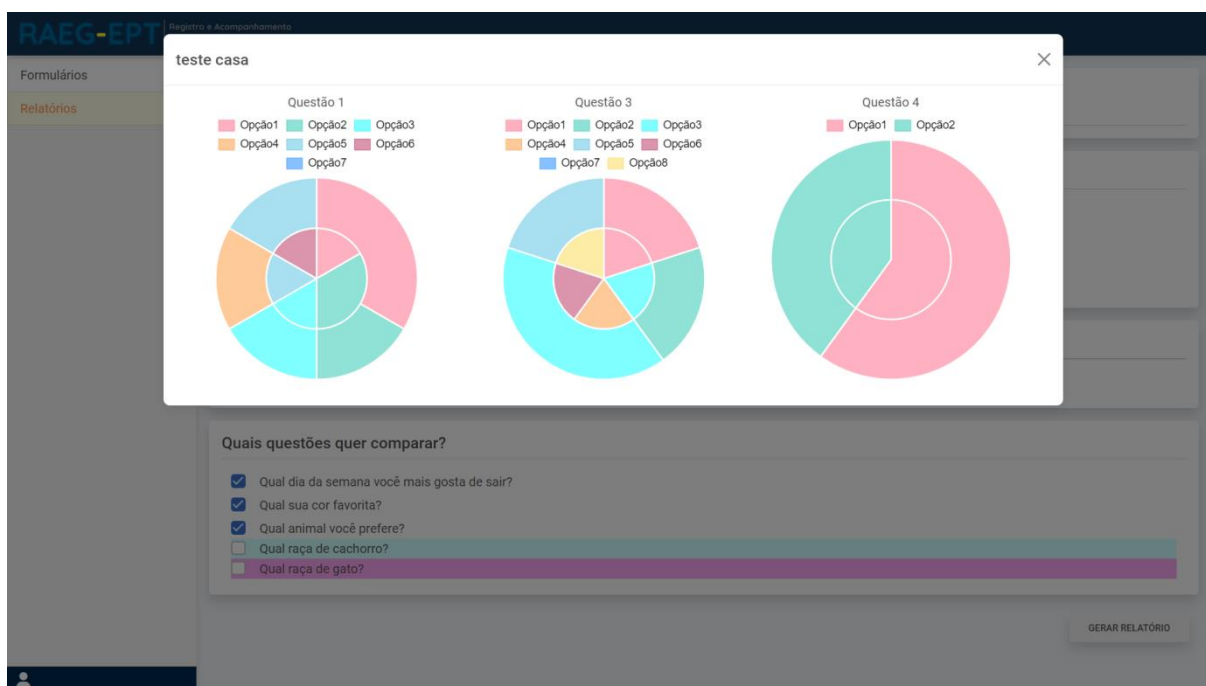 RAEG-EPT Registro e Acompanhamento
teste casa
Formulários
Relatórios
Questão 1
Opção1 Opção2 Opção3
Opção4 Opção5 Opção6
Opção7
Questão 3
Opção1 Opção2 Opção3
Opção4 Opção5 Opção6
Opção7 Opção8
Questão 4
Opção1 Opção2
Quais questões quer comparar?
Qual dia da semana você mais gosta de sair?
Qual sua cor favorita?
Qual animal você prefere?
Qual raça de cachorro?
Qual raça de gato?
GERAR RELATÓRIO